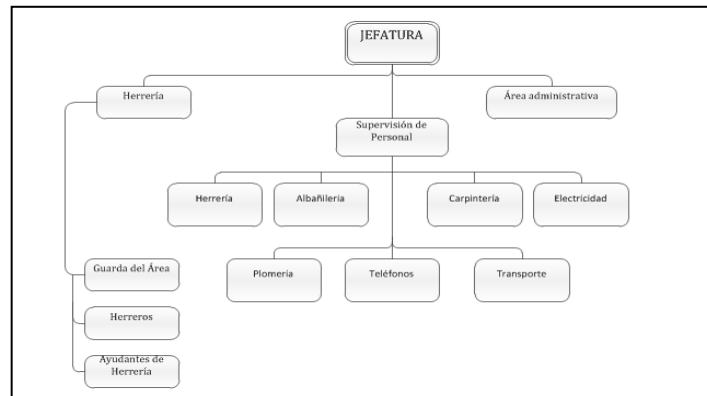 JEFATURA
Herrería
Área administrativa
Supervisión de
Personal
Herrería
Albañileria
Carpintería
Electricidad
Plomería
Teléfonos
Transporte
Guarda del Área
Herreros
Ayudantes de
Herrería